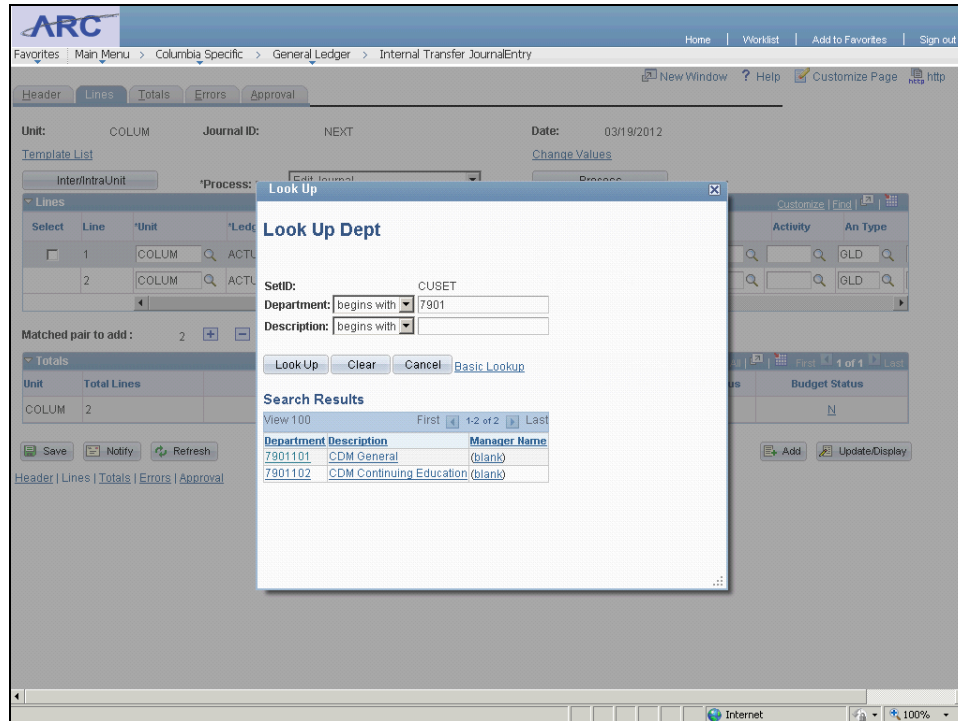 ARC
Home | Worklist | Add to Favorites | Sign out
Favorites Main Menu > Columbia Specific > General Ledger > Internal Transfer JournalEntry
New Window ? Help Customize Page http
Header Lines Totals Errors Approval
Unit: COLUM Journal ID: NEXT Date: 03/19/2012
Template List Change Values
Inter/IntraUnit *Process: Edit Journal Process
Lines Customize | Find |
Select Line *Unit Activity An Type
1 COLUM ACTU GLD
2 COLUM ACTU GLD
Matched pair to add : 2
Totals First 1 of 1 Last
Unit Total Lines Budget Status
COLUM 2 N
Save Notify Refresh Add Update/Display
Header | Lines | Totals | Errors | Approval
Look Up
Look Up Dept
SetID: CUSET
Department: begins with 7901
Description: begins with
Look Up Clear Cancel Basic Lookup
Search Results
View 100 First 1-2 of 2 Last
Department Description Manager Name
7901101 CDM General (blank)
7901102 CDM Continuing Education (blank)
Internet 100%